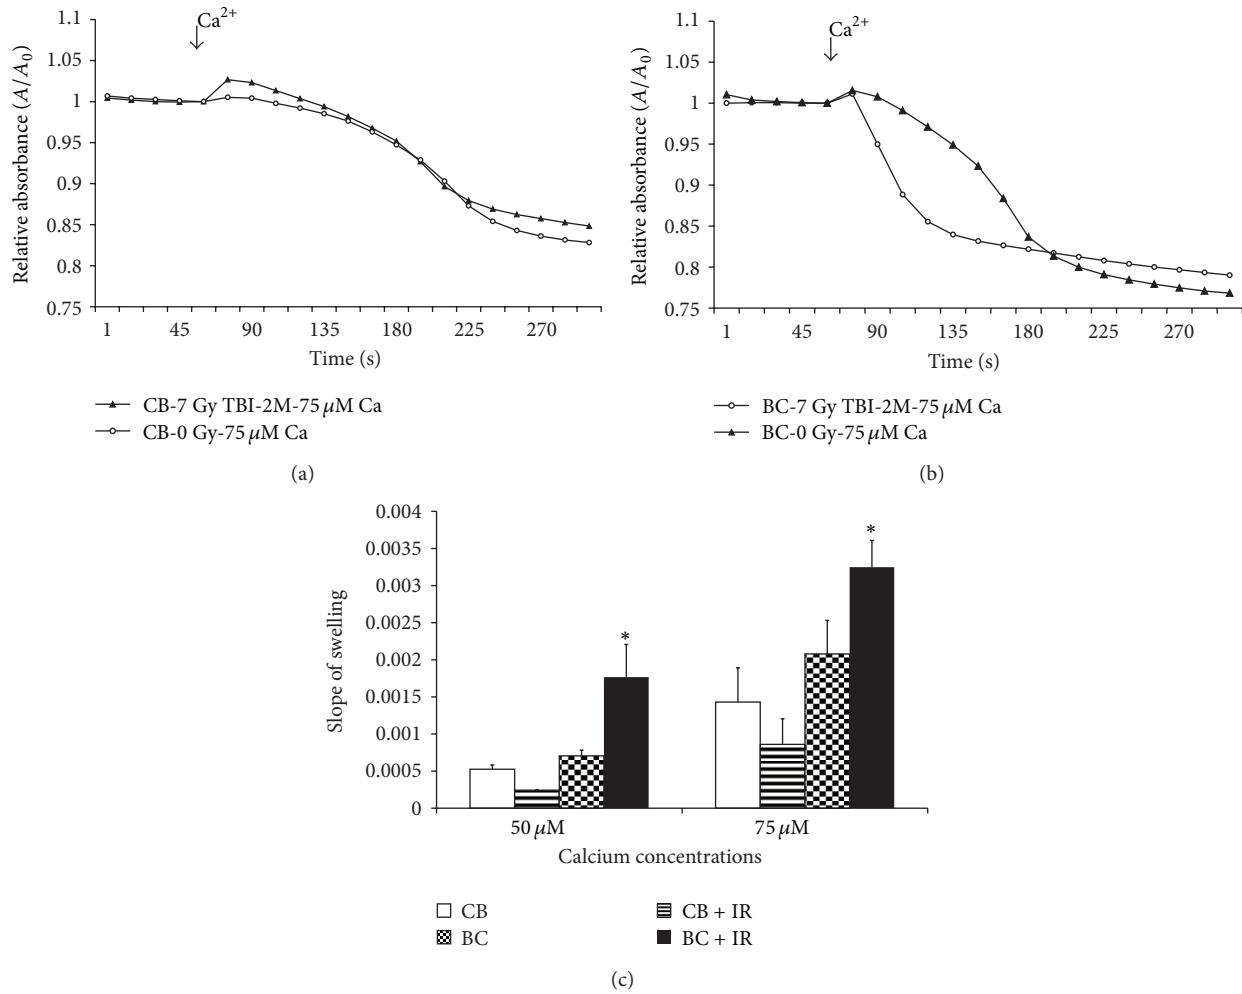 1.1
1.05
1
0.95
0.9
0.85
0.8
0.75
Relative absorbance (A/A0)
Ca2+
1 45 90 135 180 225 270
Time (s)
CB-7 Gy TBI-2M-75 μM Ca
CB-0 Gy-75 μM Ca
(a)
1.1
1.05
1
0.95
0.9
0.85
0.8
0.75
Relative absorbance (A/A0)
Ca2+
1 45 90 135 180 225 270
Time (s)
BC-7 Gy TBI-2M-75 μM Ca
BC-0 Gy-75 μM Ca
(b)
0.004
0.0035
0.003
0.0025
0.002
0.0015
0.001
0.0005
0
Slope of swelling
*
*
50 μM 75 μM
Calcium concentrations
CB CB + IR
BC BC + IR
(c)